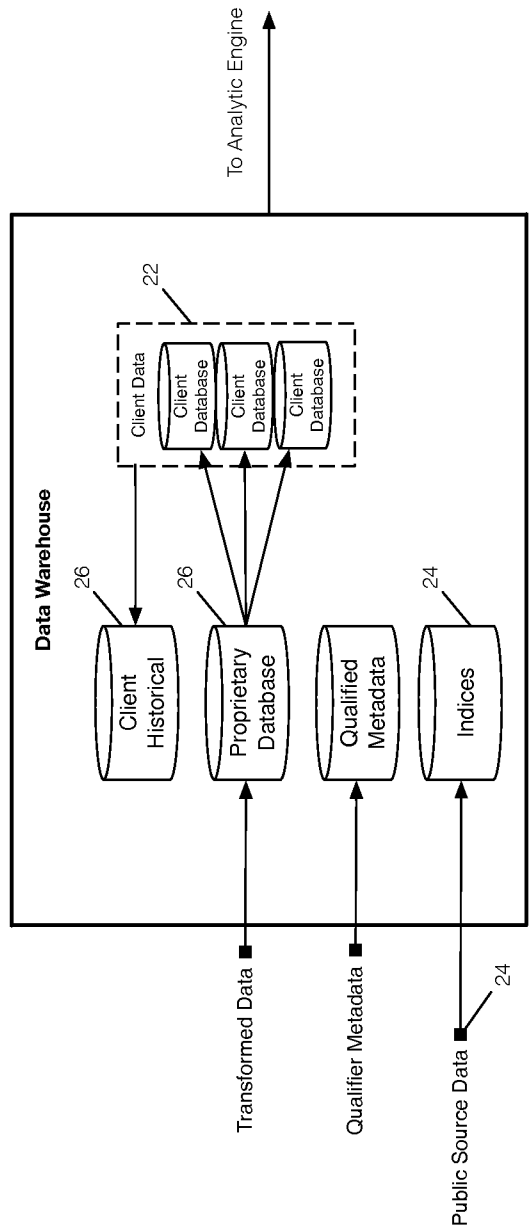 Data Warehouse
26
Client
Historical
Client Data
22
Client
Database
Client
Database
Client
Database
Transformed Data
26
Proprietary
Database
Qualifier Metadata
Qualified
Metadata
Public Source Data
24
24
Indices
To Analytic Engine